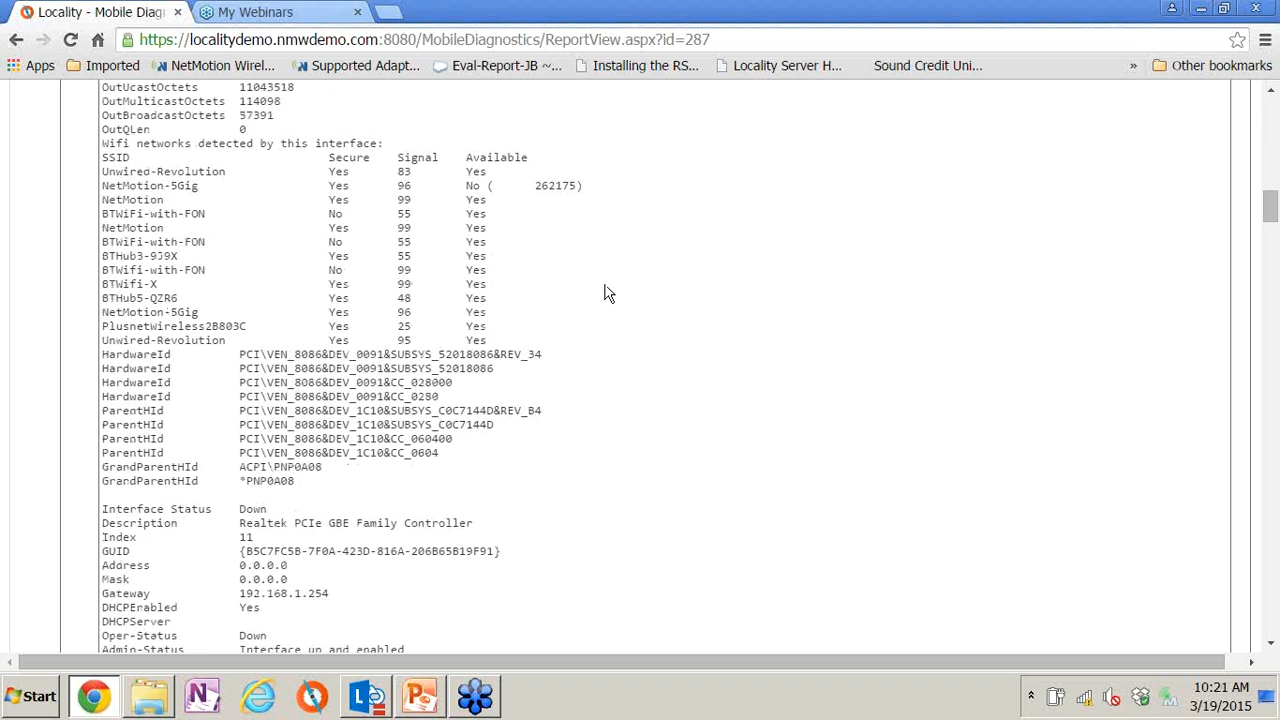 Locality - Mobile Diag
My Webinars
https://localitydemo.nmwdemo.com:8080/MobileDiagnostics/ReportView.aspx?id=287
Apps Imported NetMotion Wirel... Supported Adapt... Eval-Report-JB ~... Installing the RS... Locality Server H... Sound Credit Uni... » Other bookmarks
OutUcastOctets 11043518
OutMulticastOctets 114098
OutBroadcastOctets 57391
OutQLen 0
Wifi networks detected by this interface:
SSID Secure Signal Available
Unwired-Revolution Yes 83 Yes
NetMotion-5Gig Yes 96 No ( 262175)
NetMotion Yes 99 Yes
BTWiFi-with-FON No 55 Yes
NetMotion Yes 99 Yes
BTWiFi-with-FON No 55 Yes
BTHub3-9J9X Yes 55 Yes
BTWifi-with-FON No 99 Yes
BTWifi-X Yes 99 Yes
BTHub5-QZR6 Yes 48 Yes
NetMotion-5Gig Yes 96 Yes
PlusnetWireless2B803C Yes 25 Yes
Unwired-Revolution Yes 95 Yes
HardwareId PCI\VEN_8086&DEV_0091&SUBSYS_52018086&REV_34
HardwareId PCI\VEN_8086&DEV_0091&SUBSYS_52018086
HardwareId PCI\VEN_8086&DEV_0091&CC_028000
HardwareId PCI\VEN_8086&DEV_0091&CC_0280
ParentHId PCI\VEN_8086&DEV_1C10&SUBSYS_C0C7144D&REV_B4
ParentHId PCI\VEN_8086&DEV_1C10&SUBSYS_C0C7144D
ParentHId PCI\VEN_8086&DEV_1C10&CC_060400
ParentHId PCI\VEN_8086&DEV_1C10&CC_0604
GrandParentHId ACPI\PNP0A08
GrandParentHId *PNP0A08
Interface Status Down
Description Realtek PCIe GBE Family Controller
Index 11
GUID {B5C7FC5B-7F0A-423D-816A-206B65B19F91}
Address 0.0.0.0
Mask 0.0.0.0
Gateway 192.168.1.254
DHCPEnabled Yes
DHCPServer
Oper-Status Down
Admin-Status Interface up and enabled
Start
10:21 AM
3/19/2015